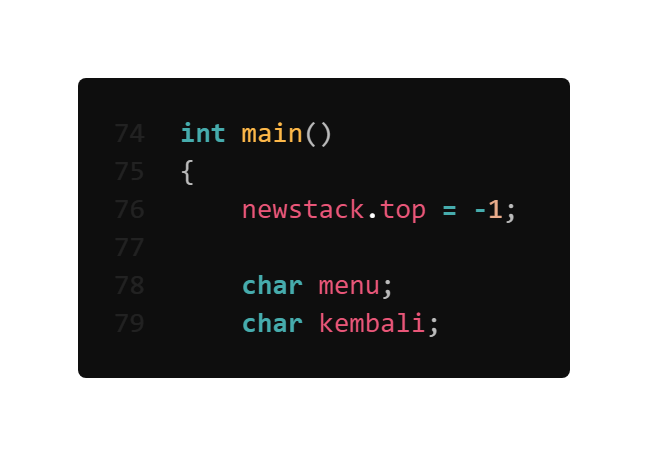 74 int main()
75 {
76     newstack.top = -1;
77
78     char menu;
79     char kembali;